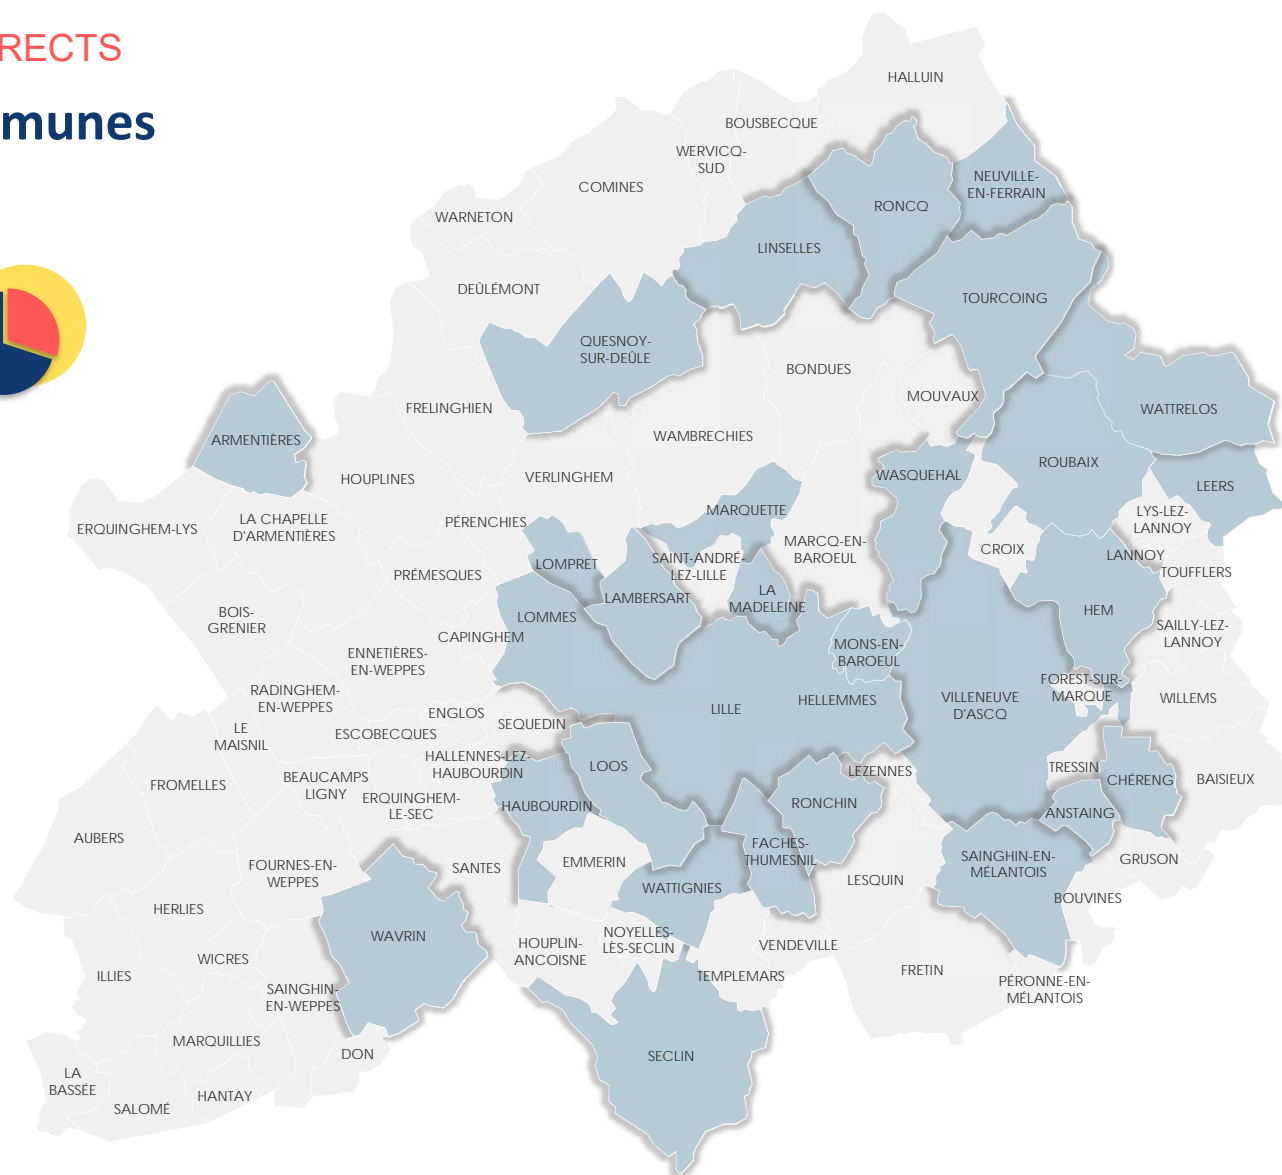 RECTS
munes
HALLUIN
BOUSBECQUE
WERVICQ-
SUD
NEUVILLE-
EN-FERRAIN
COMINES
RONCQ
WARNETON
LINSELLES
DEÛLÉMONT
TOURCOING
QUESNOY-
SUR-DEÛLE
BONDUES
MOUVAUX
FRELINGHIEN
WATTRELOS
ARMENTIÈRES
WAMBRECHIES
ROUBAIX
HOUPLINES
VERLINGHEM
WASQUEHAL
LEERS
MARQUETTE
LYS-LEZ-
LANNOY
ERQUINGHEM-LYS
LA CHAPELLE
D'ARMENTIÈRES
PÉRENCHIES
MARCQ-EN-
BAROEUL
CROIX
LANNOY
LOMPRET
SAINT-ANDRÉ-
LEZ-LILLE
TOUFFLERS
PRÉMESQUES
LAMBERSART
LA
MADELEINE
HEM
BOIS-
GRENIER
LOMMES
SAILLY-LEZ-
LANNOY
CAPINGHEM
MONS-EN-
BAROEUL
ENNETIÈRES-
EN-WEPPES
FOREST-SUR-
MARQUE
RADINGHEM-
EN-WEPPES
HELLEMMES
VILLENEUVE
D'ASCQ
WILLEMS
LILLE
ENGLOS
SEQUEDIN
LE
MAISNIL
ESCOBECQUES
HALLENNES-LEZ-
HAUBOURDIN
LOOS
LEZENNES
TRESSIN
CHÉRENG
BAISIEUX
FROMELLES
BEAUCAMPS
LIGNY
ERQUINGHEM-
LE-SEC
HAUBOURDIN
RONCHIN
ANSTAING
AUBERS
FACHES-
THUMESNIL
SAINGHIN-EN-
MÉLANTOIS
GRUSON
FOURNES-EN-
WEPPES
SANTES
EMMERIN
WATTIGNIES
LESQUIN
BOUVINES
HERLIES
WAVRIN
HOUPLIN-
ANCOISNE
NOYELLES-
LÈS-SECLIN
VENDEVILLE
WICRES
ILLIES
TEMPLEMARS
FRETIN
PÉRONNE-EN-
MÉLANTOIS
SAINGHIN-
EN-WEPPES
MARQUILLIES
DON
SECLIN
LA
BASSÉE
HANTAY
SALOMÉ